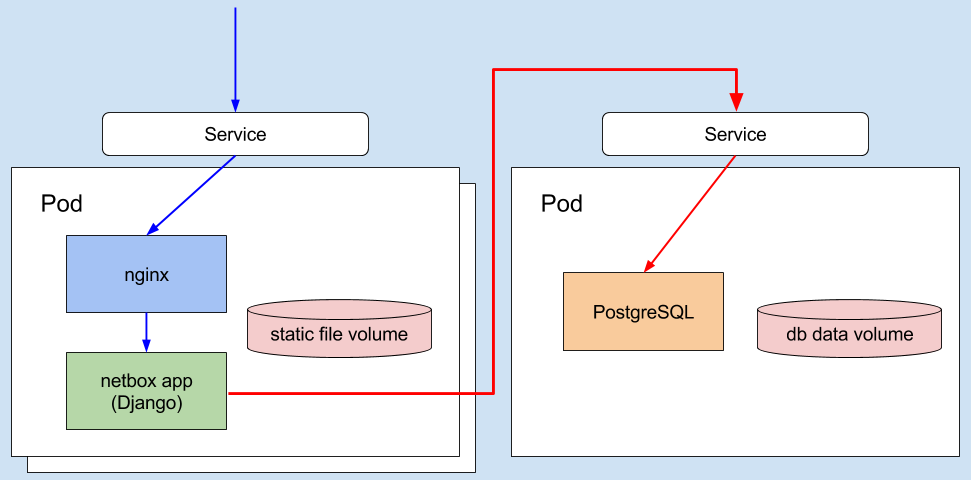 Service
Service
Pod
Pod
nginx
PostgreSQL
static file volume
db data volume
netbox app
(Django)